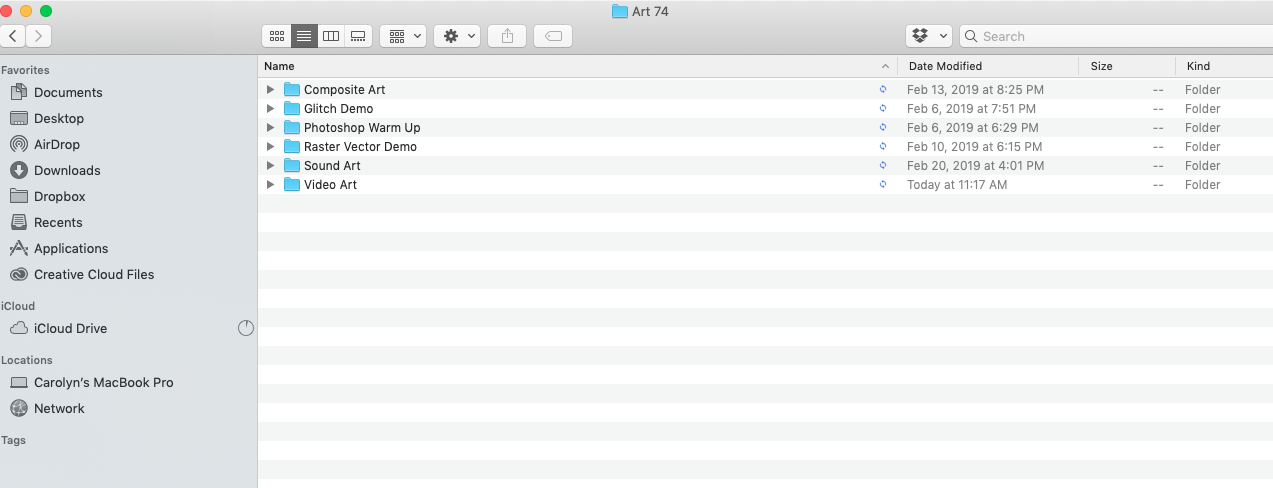 Art 74
Search
Favorites
Documents
Desktop
AirDrop
Downloads
Dropbox
Recents
Applications
Creative Cloud Files
iCloud
iCloud Drive
Locations
Carolyn's MacBook Pro
Network
Tags
Name Date Modified Size Kind
Composite Art Feb 13, 2019 at 8:25 PM -- Folder
Glitch Demo Feb 6, 2019 at 7:51 PM -- Folder
Photoshop Warm Up Feb 6, 2019 at 6:29 PM -- Folder
Raster Vector Demo Feb 10, 2019 at 6:15 PM -- Folder
Sound Art Feb 20, 2019 at 4:01 PM -- Folder
Video Art Today at 11:17 AM -- Folder